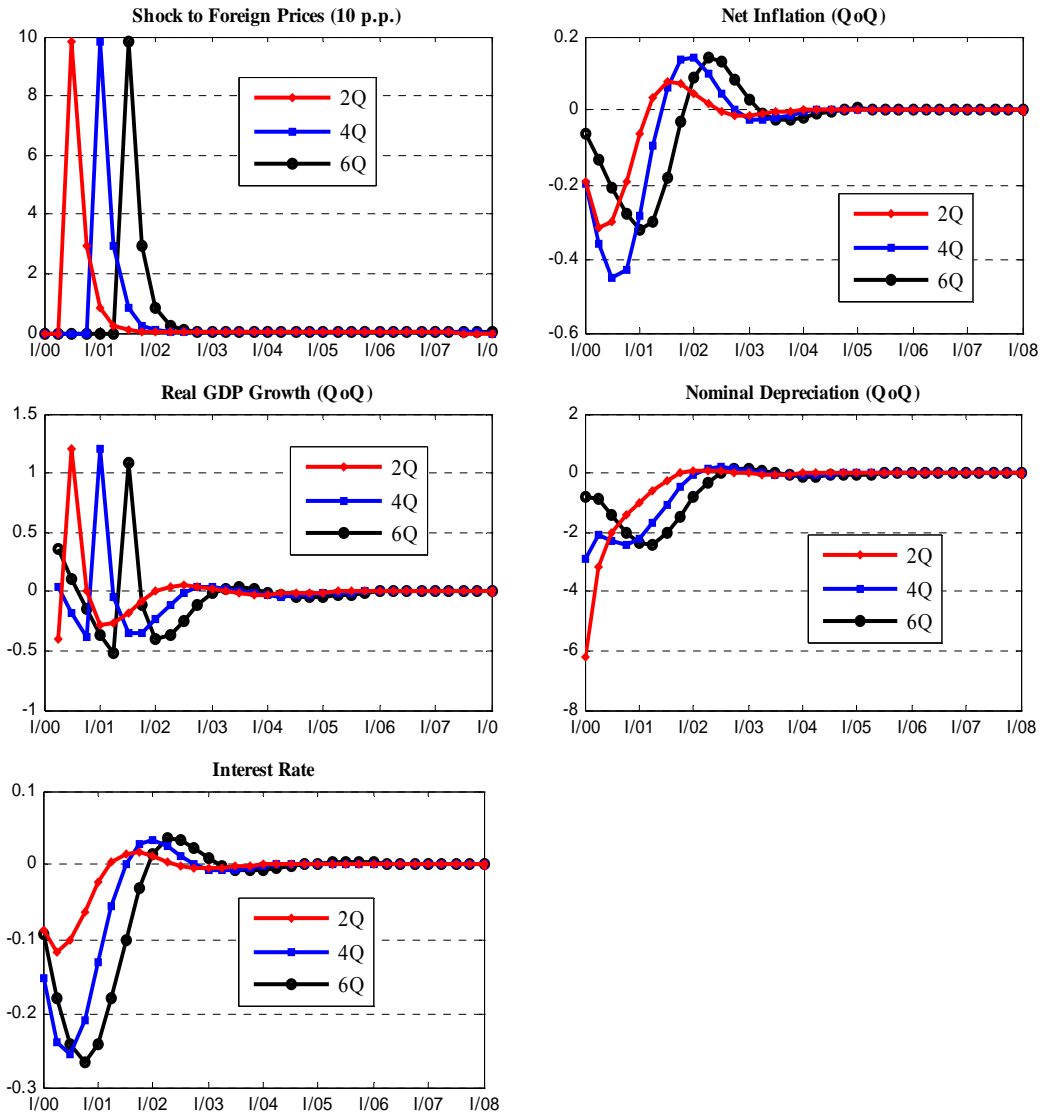 Shock to Foreign Prices (10 p.p.)
10
8
6
4
2
0
2Q
4Q
6Q
I/00 I/01 I/02 I/03 I/04 I/05 I/06 I/07 I/0
Net Inflation (QoQ)
0.2
0
-0.2
-0.4
-0.6
2Q
4Q
6Q
I/00 I/01 I/02 I/03 I/04 I/05 I/06 I/07 I/08
Real GDP Growth (QoQ)
1.5
1
0.5
0
-0.5
-1
2Q
4Q
6Q
I/00 I/01 I/02 I/03 I/04 I/05 I/06 I/07 I/0
Nominal Depreciation (QoQ)
2
0
-2
-4
-6
-8
2Q
4Q
6Q
I/00 I/01 I/02 I/03 I/04 I/05 I/06 I/07 I/08
Interest Rate
0.1
0
-0.1
-0.2
-0.3
2Q
4Q
6Q
I/00 I/01 I/02 I/03 I/04 I/05 I/06 I/07 I/08